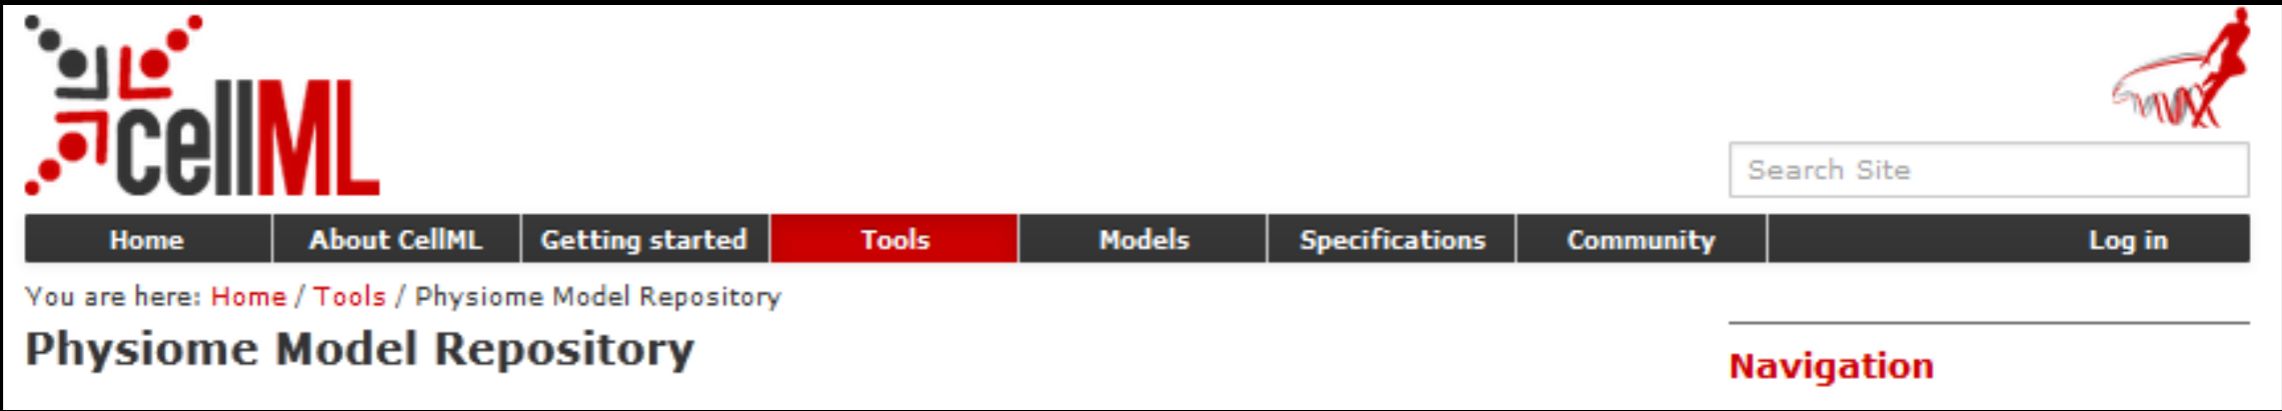 cellML
Search Site
Home About CellML Getting started Tools Models Specifications Community Log in
You are here: Home / Tools / Physiome Model Repository
Physiome Model Repository
Navigation